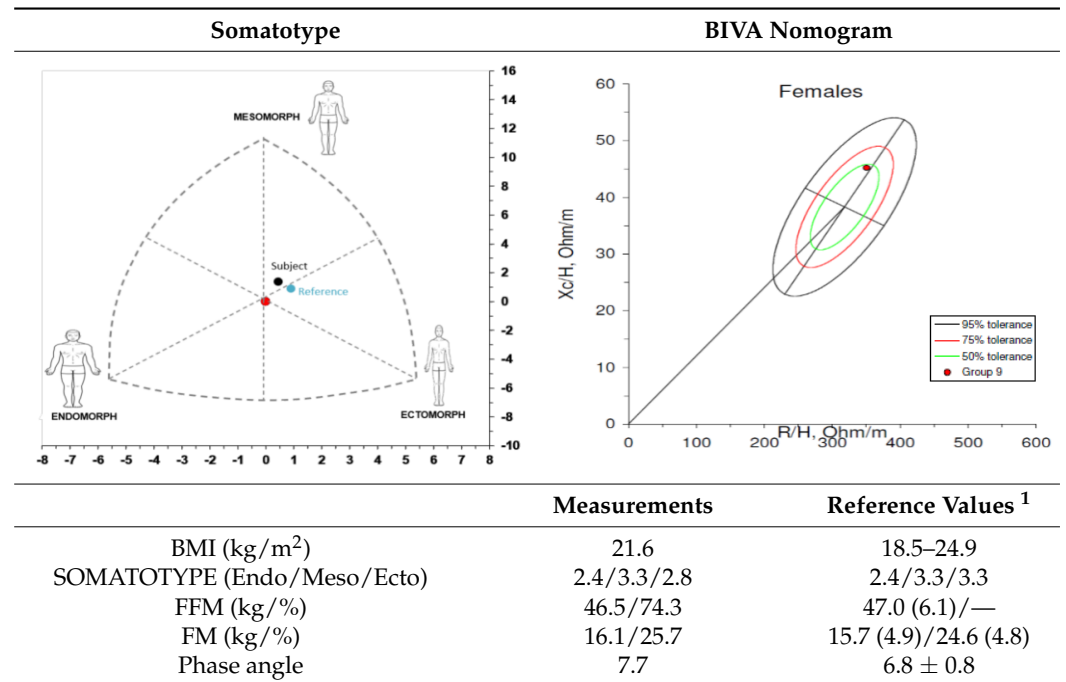 Somatotype BIVA Nomogram
MESOMORPH
Subject
Reference
ENDOMORPH
ECTOMORPH
16
14
12
10
8
6
4
2
0
-2
-4
-6
-8
-10
-8 -7 -6 -5 -4 -3 -2 -1 0 1 2 3 4 5 6 7 8
Females
Xc/H, Ohm/m
60
50
40
30
20
10
0
95% tolerance
75% tolerance
50% tolerance
Group 9
R/H, Ohm/m
0 100 200 300 400 500 600
Measurements Reference Values 1
BMI (kg/m2) 21.6 18.5–24.9
SOMATOTYPE (Endo/Meso/Ecto) 2.4/3.3/2.8 2.4/3.3/3.3
FFM (kg/%) 46.5/74.3 47.0 (6.1)/—
FM (kg/%) 16.1/25.7 15.7 (4.9)/24.6 (4.8)
Phase angle 7.7 6.8 ± 0.8